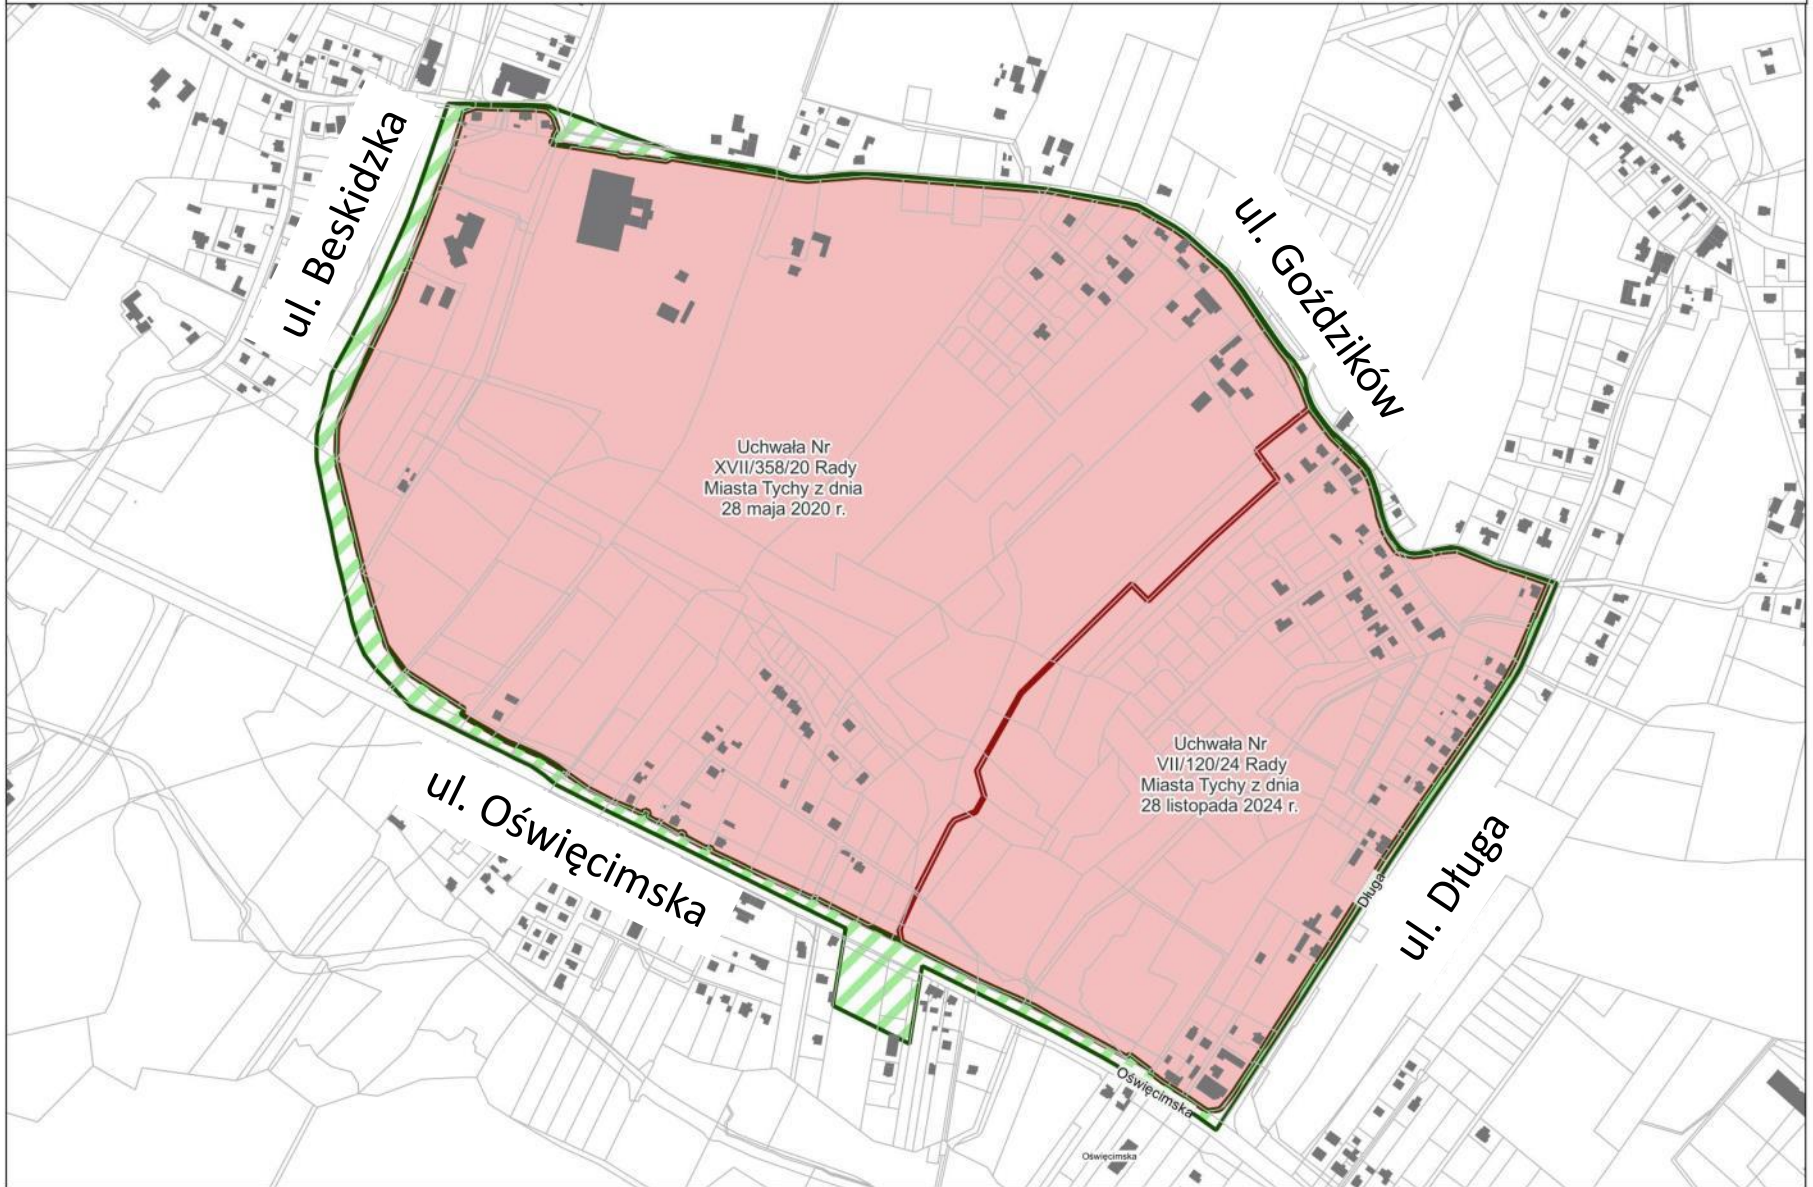 ul. Beskidzka
ul. Goździków
Uchwała Nr
XVII/358/20 Rady
Miasta Tychy z dnia
28 maja 2020 r.
Uchwała Nr
VII/120/24 Rady
Miasta Tychy z dnia
28 listopada 2024 r.
ul. Oświęcimska
Długa
ul. Długa
Oświęcimska
Oświęcimska